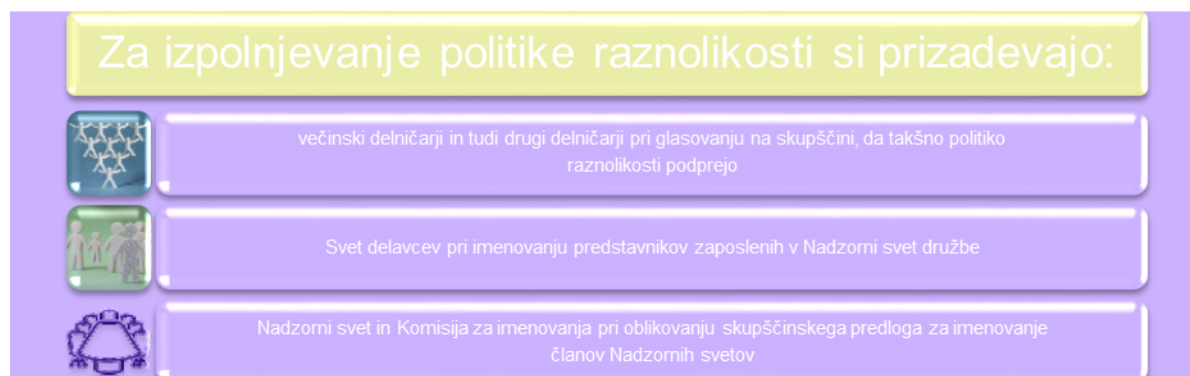 Za izpolnjevanje politike raznolikosti si prizadevajo:
večinski delničarji in tudi drugi delničarji pri glasovanju na skupščini, da takšno politiko
raznolikosti podprejo
Svet delavcev pri imenovanju predstavnikov zaposlenih v Nadzorni svet družbe
Nadzorni svet in Komisija za imenovanja pri oblikovanju skupščinskega predloga za imenovanje
članov Nadzornih svetov